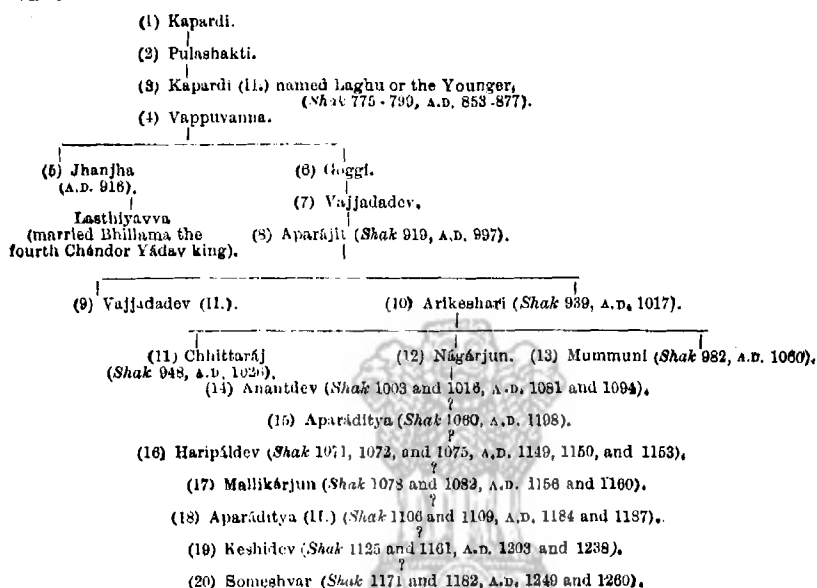 (1) Kapardi.
(2) Pulashakti.
(3) Kapardi (II.) named Laghu or the Younger,
(Shak 775 - 799, A.D. 853-877).
(4) Vappuvanna.
(5) Jhanjha
(A.D. 916).
(6) Goggi.
(7) Vajjadadev.
Lasthiyavva
(married Bhillama the
fourth Chándor Yádav king).
(8) Aparájit (Shak 919, A.D. 997).
(9) Vajjadadev (II.).
(10) Arikeshari (Shak 939, A.D. 1017).
(11) Chhittaráj
(Shak 948, A.D. 1026).
(12) Nágárjun.
(13) Mummuni (Shak 982, A.D. 1060).
(14) Anantdev (Shak 1003 and 1016, A.D. 1081 and 1094).
?
(15) Aparáditya (Shak 1060, A.D. 1198).
?
(16) Haripáldev (Shak 1071, 1072, and 1075, A.D. 1149, 1150, and 1153).
?
(17) Mallikárjun (Shak 1078 and 1082, A.D. 1156 and 1160).
?
(18) Aparáditya (II.) (Shak 1106 and 1109, A.D. 1184 and 1187).
?
(19) Keshidev (Shak 1125 and 1161, A.D. 1203 and 1238).
?
(20) Someshvar (Shak 1171 and 1182, A.D. 1249 and 1260).